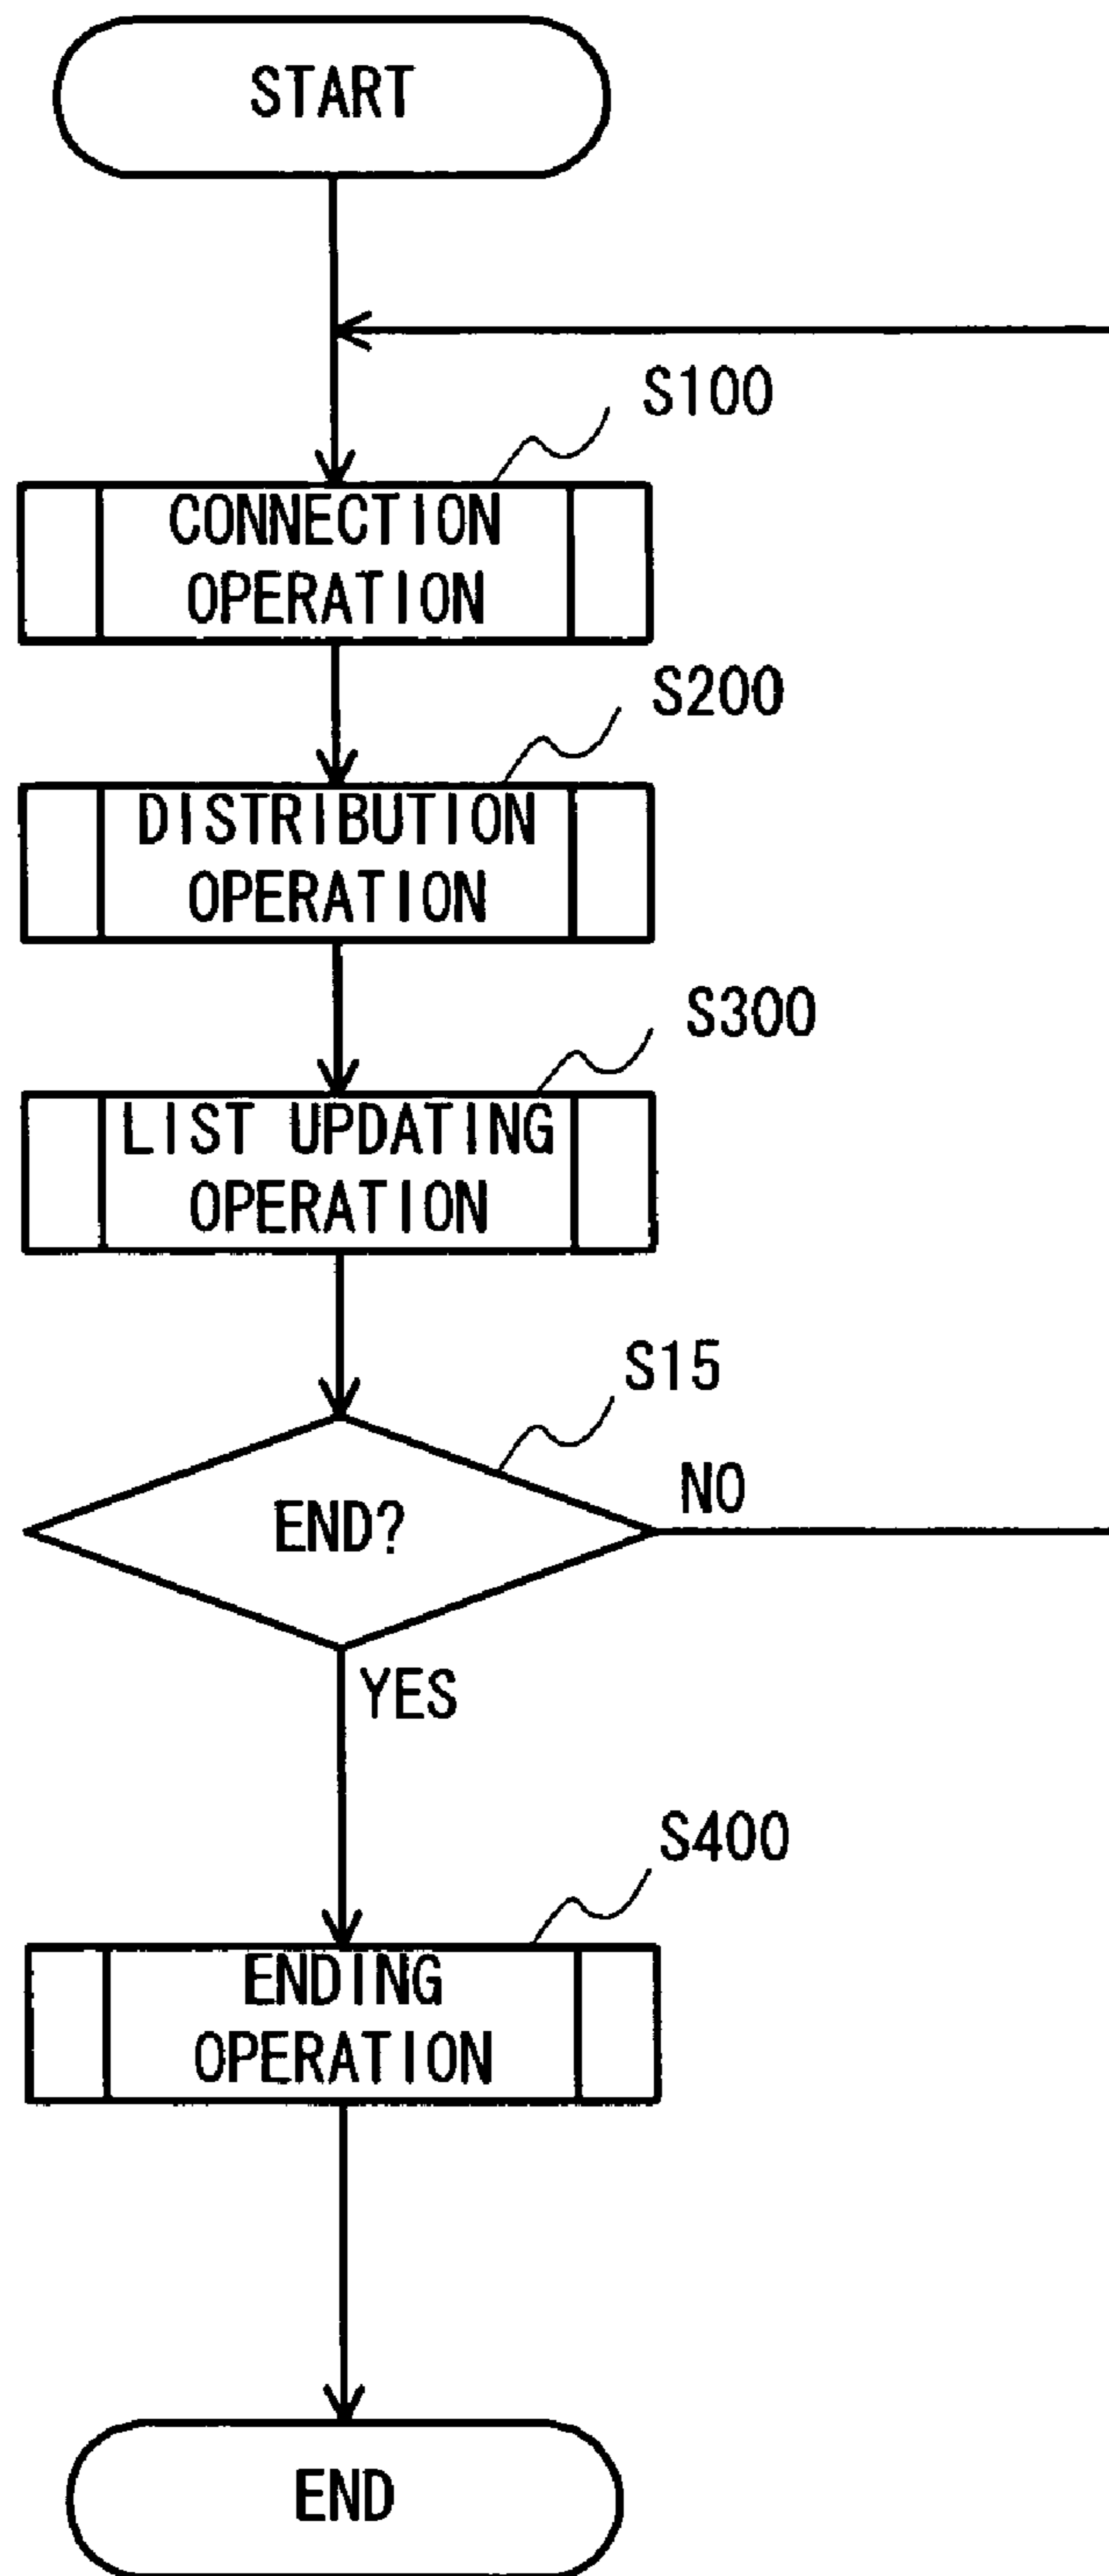 START
S100
CONNECTION
OPERATION
S200
DISTRIBUTION
OPERATION
S300
LIST UPDATING
OPERATION
S15
END?
NO
YES
S400
ENDING
OPERATION
END